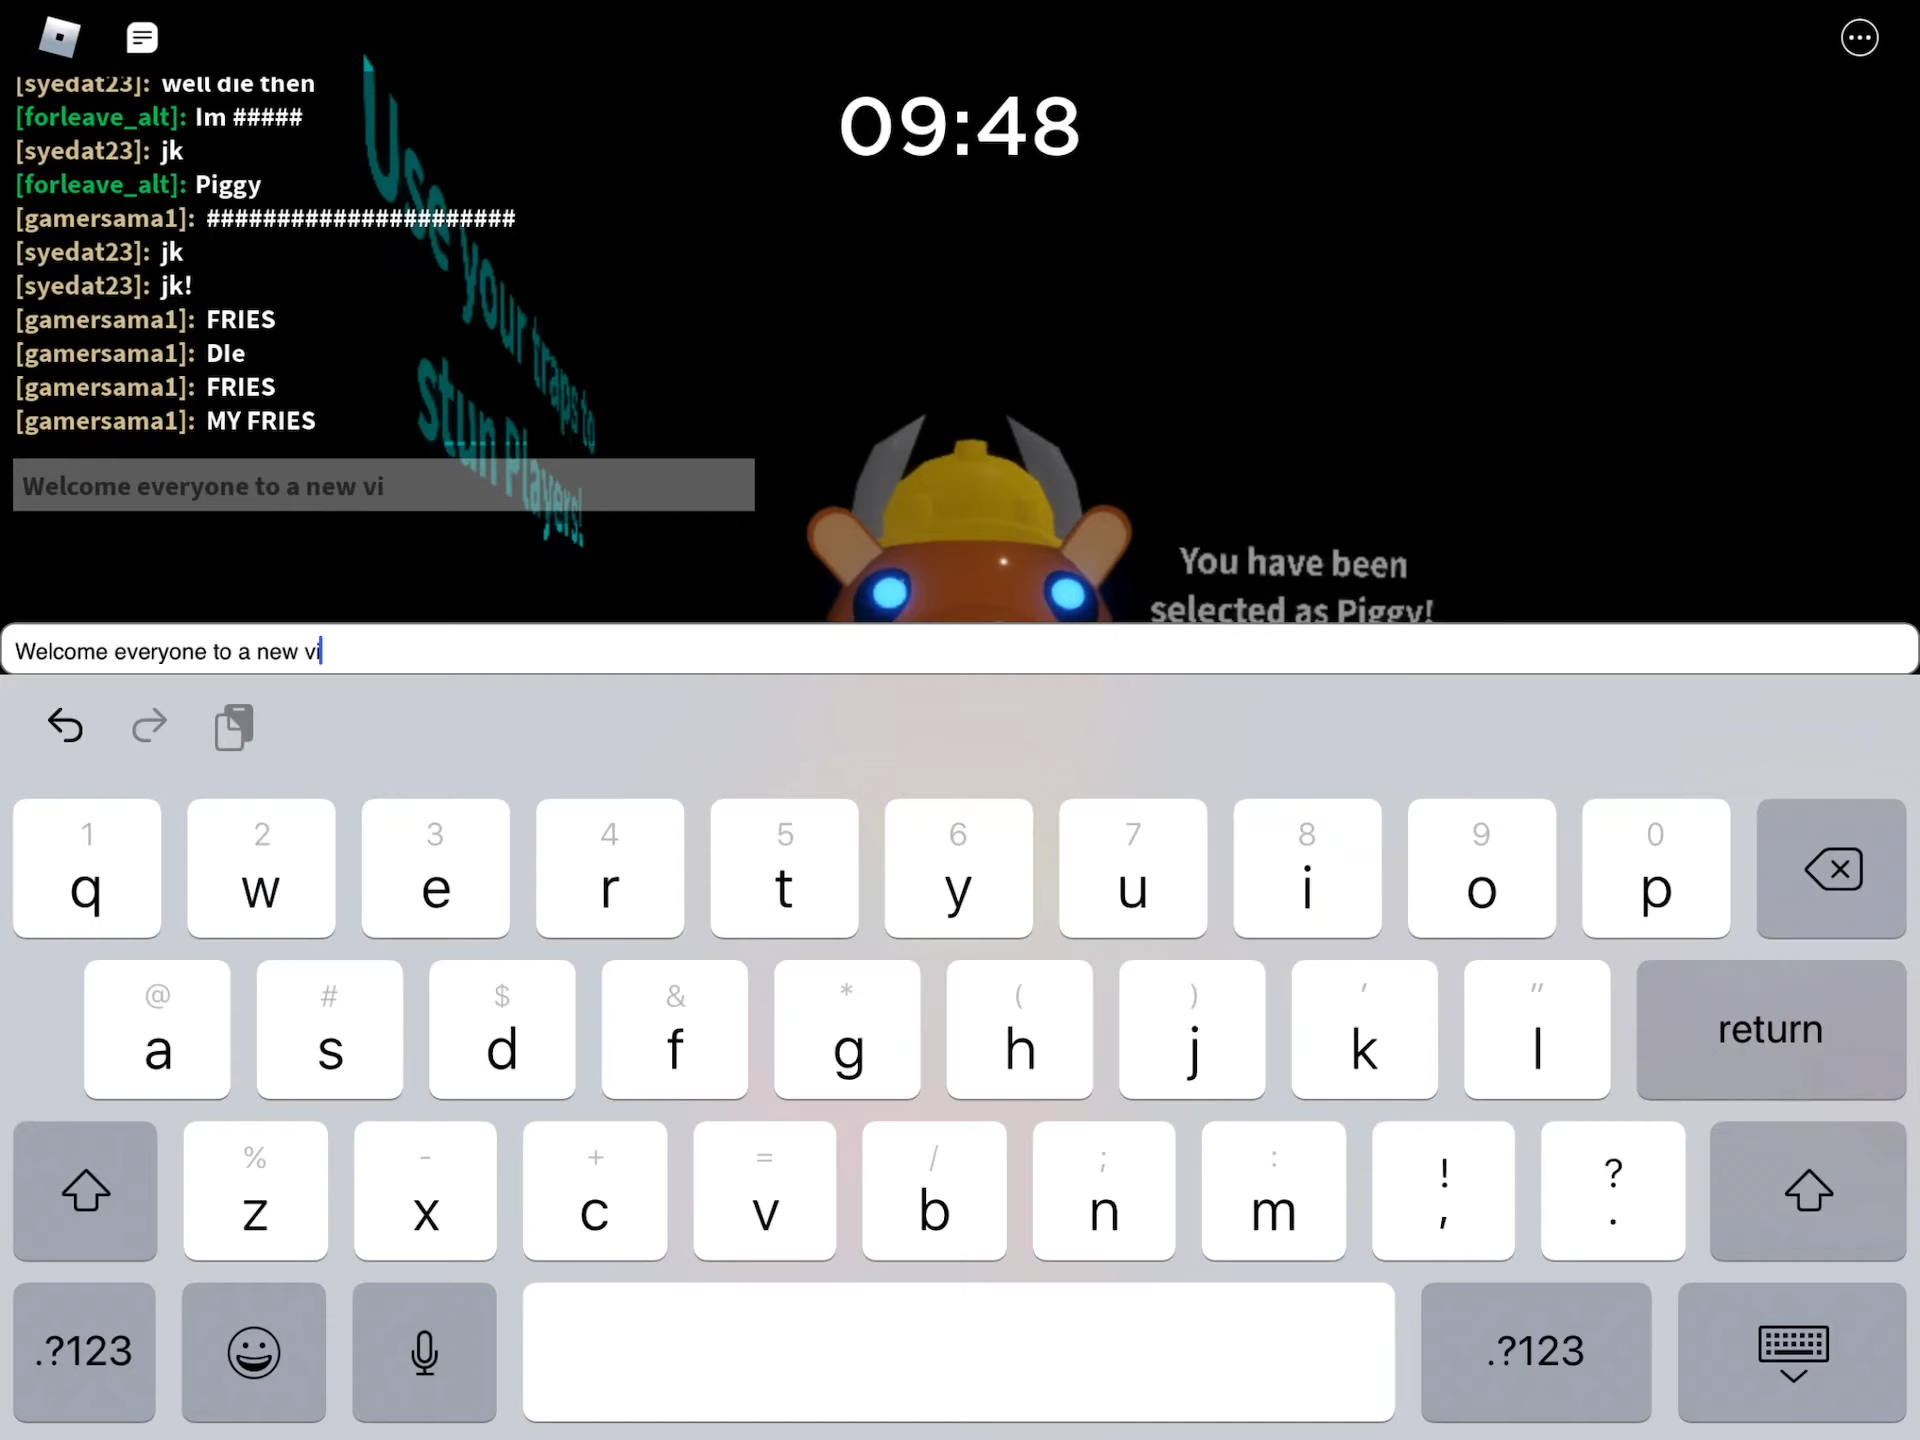 [syedat23]: well die then
[forleave_alt]: Im #####
[syedat23]: jk
[forleave_alt]: Piggy
[gamersama1]: ######################
[syedat23]: jk
[syedat23]: jk!
[gamersama1]: FRIES
[gamersama1]: DIe
[gamersama1]: FRIES
[gamersama1]: MY FRIES
Welcome everyone to a new vi
09:48
Use your traps to
Stun Players!
You have been
selected as Piggy!
Welcome everyone to a new vi
1 2 3 4 5 6 7 8 9 0
q w e r t y u i o p
@ # $ & * ( ) ' "
a s d f g h j k l return
% - + = / ; : ! ?
z x c v b n m , .
.?123 .?123